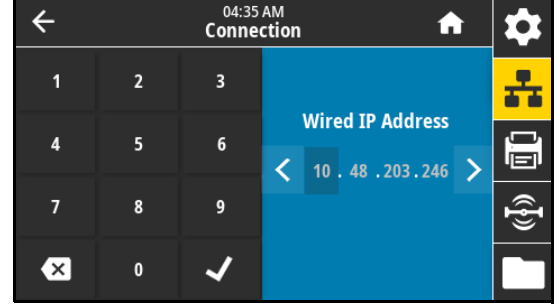 04:35 AM
Connection
1 2 3
4 5 6
7 8 9
0
Wired IP Address
10 . 48 . 203 . 246